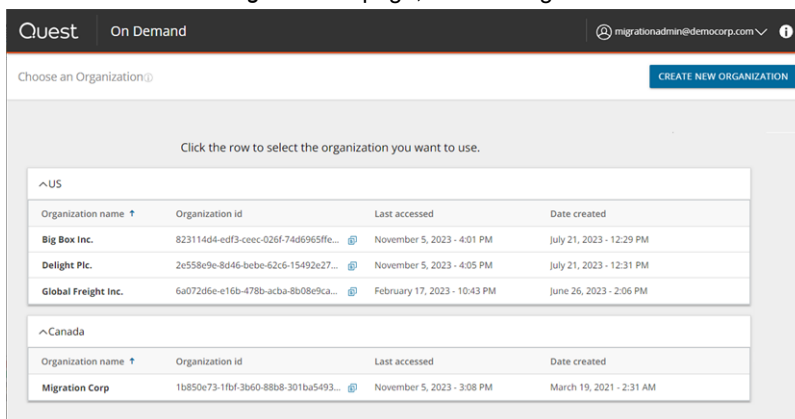 Quest On Demand migrationadmin@democorp.com
Choose an Organization CREATE NEW ORGANIZATION
Click the row to select the organization you want to use.
US
Organization name Organization id Last accessed Date created
Big Box Inc. 823114d4-edf3-ceec-026f-74d6965ffe... November 5, 2023 - 4:01 PM July 21, 2023 - 12:29 PM
Delight Plc. 2e558e9e-8d46-bebe-62c6-15492e27... November 5, 2023 - 4:05 PM July 21, 2023 - 12:31 PM
Global Freight Inc. 6a072d6e-e16b-478b-acba-8b08e9ca... February 17, 2023 - 10:43 PM June 26, 2023 - 2:06 PM
Canada
Organization name Organization id Last accessed Date created
Migration Corp 1b850e73-1fbf-3b60-88b8-301ba5493... November 5, 2023 - 3:08 PM March 19, 2021 - 2:31 AM